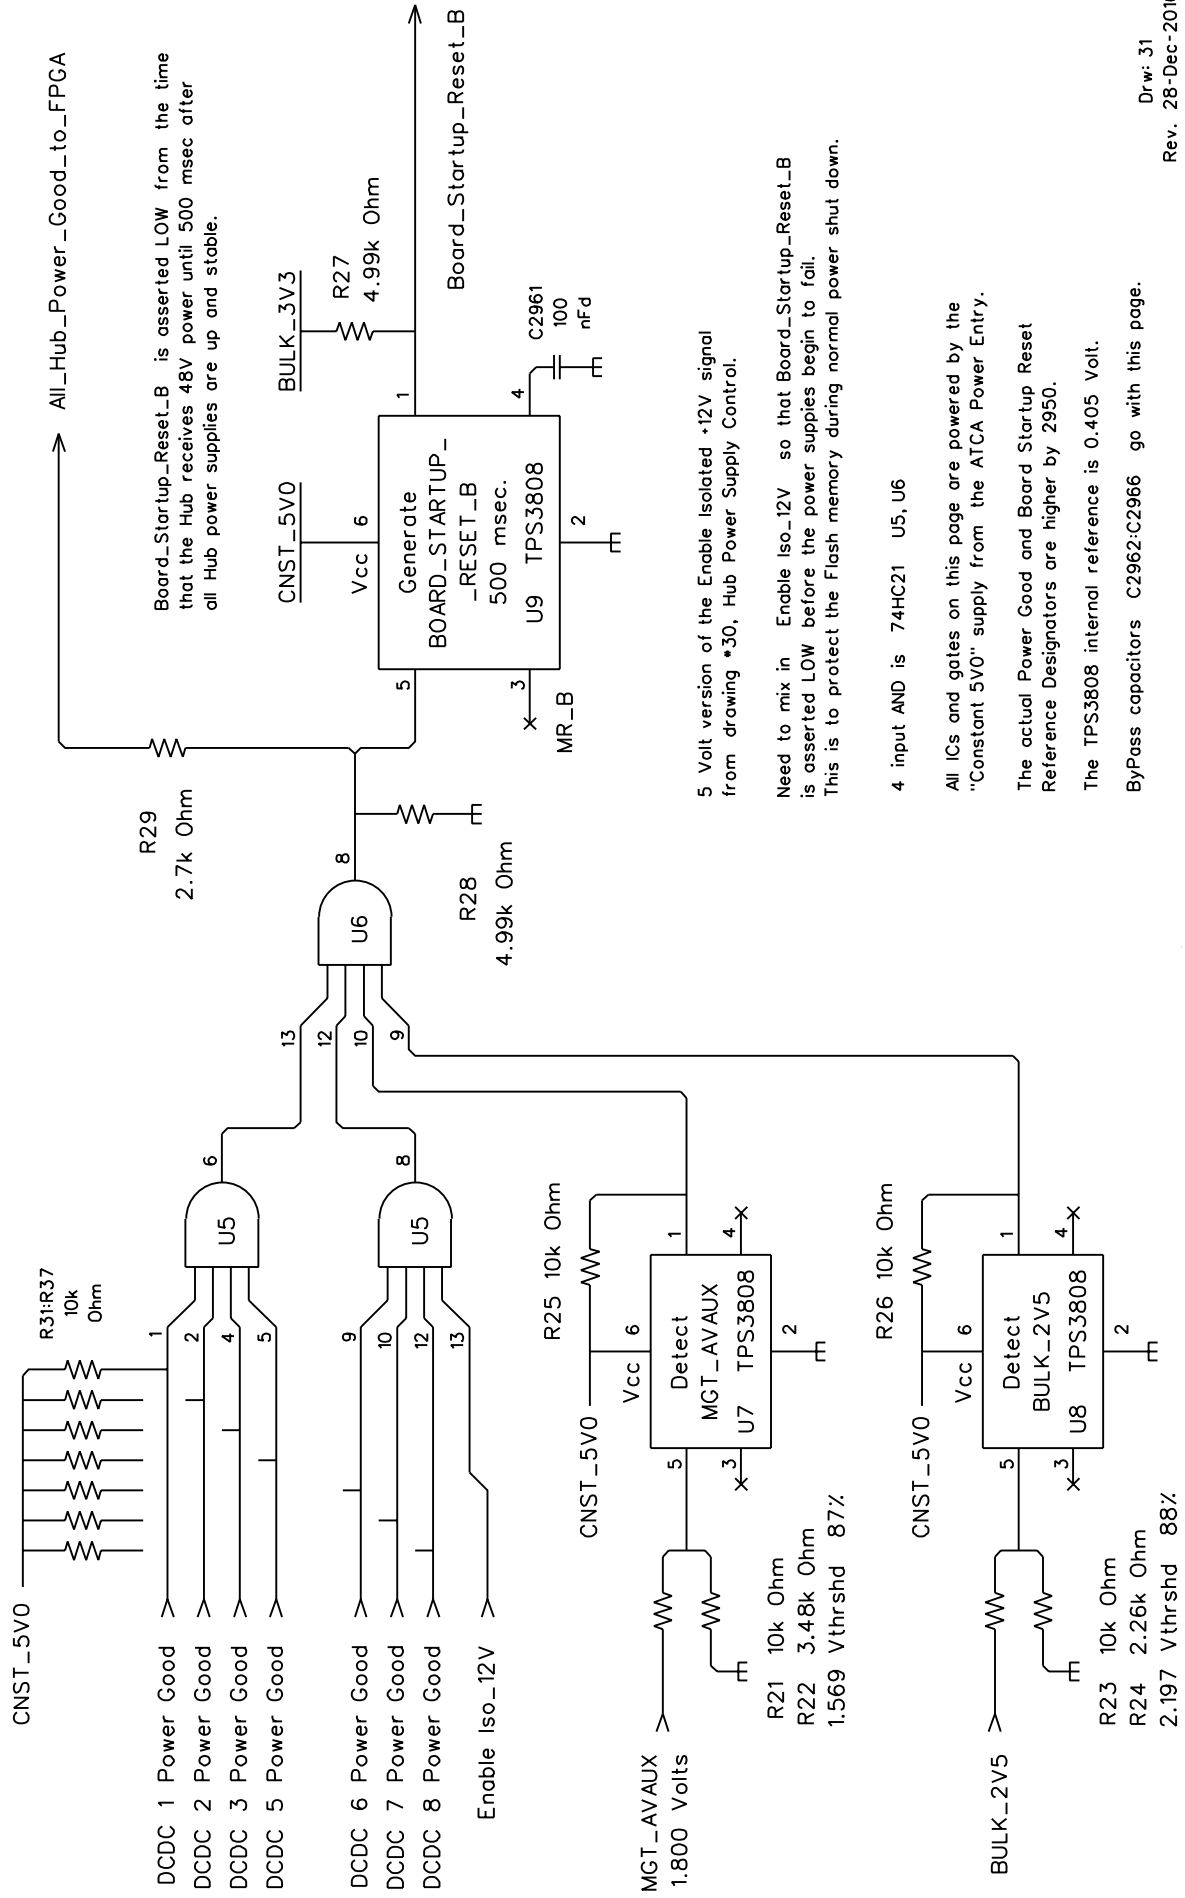 CNST_5V0
R31:R37
10k
Ohm
DCDC 1 Power Good
DCDC 2 Power Good
DCDC 3 Power Good
DCDC 5 Power Good
1
2
4
5
U5
6
DCDC 6 Power Good
DCDC 7 Power Good
DCDC 8 Power Good
Enable Iso_12V
9
10
12
13
U5
8
MGT_AVAUX
1.800 Volts
R21 10k Ohm
R22 3.48k Ohm
1.569 Vthrshd 87%
CNST_5V0
R25 10k Ohm
Vcc 6
5
3
Detect
MGT_AVAUX
U7 TPS3808
1
4
2
BULK_2V5
R23 10k Ohm
R24 2.26k Ohm
2.197 Vthrshd 88%
CNST_5V0
R26 10k Ohm
Vcc 6
5
3
Detect
BULK_2V5
U8 TPS3808
1
4
2
13
12
10
9
U6
8
R28
4.99k Ohm
R29
2.7k Ohm
All_Hub_Power_Good_to_FPGA
Board_Startup_Reset_B is asserted LOW from the time
that the Hub receives 48V power until 500 msec after
all Hub power supplies are up and stable.
CNST_5V0
Vcc 6
5
3
MR_B
Generate
BOARD_STARTUP_
_RESET_B
500 msec.
U9 TPS3808
2
1
4
BULK_3V3
R27
4.99k Ohm
C2961
100
nFd
Board_Startup_Reset_B
5 Volt version of the Enable Isolated +12V signal
from drawing #30, Hub Power Supply Control.
Need to mix in Enable Iso_12V so that Board_Startup_Reset_B
is asserted LOW before the power suppies begin to fail.
This is to protect the Flash memory during normal power shut down.
4 input AND is 74HC21 U5, U6
All ICs and gates on this page are powered by the
"Constant 5V0" supply from the ATCA Power Entry.
The actual Power Good and Board Startup Reset
Reference Designators are higher by 2950.
The TPS3808 internal reference is 0.405 Volt.
ByPass capacitors C2962:C2966 go with this page.
Drw: 31
Rev. 28-Dec-2016